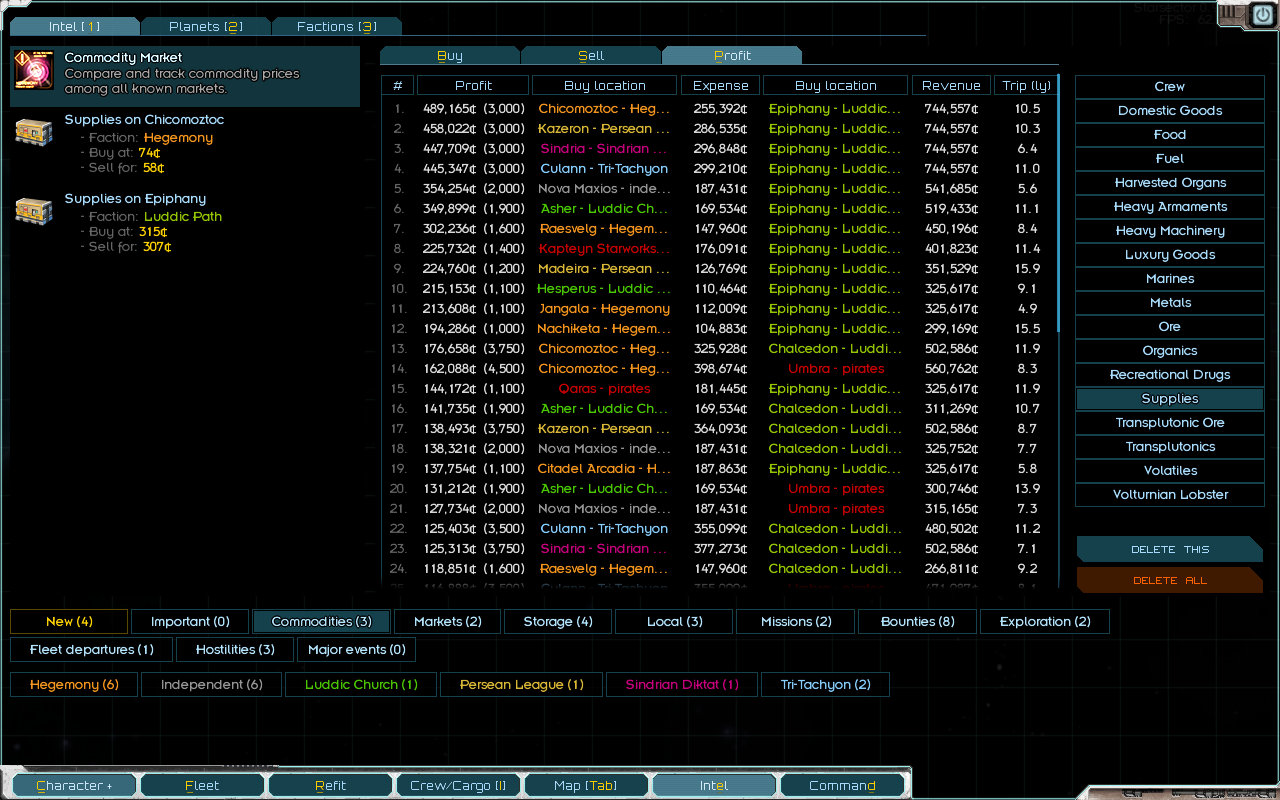 Starsector 0.
FPS: 62
Intel [1] Planets [2] Factions [3]
Commodity Market
Compare and track commodity prices
among all known markets.
Supplies on Chicomoztoc
- Faction: Hegemony
- Buy at: 74¢
- Sell for: 58¢
Supplies on Epiphany
- Faction: Luddic Path
- Buy at: 315¢
- Sell for: 307¢
Buy Sell Profit
# Profit Buy location Expense Buy location Revenue Trip (ly)
1. 489,165¢ (3,000) Chicomoztoc - Heg... 255,392¢ Epiphany - Luddic... 744,557¢ 10.5
2. 458,022¢ (3,000) Kazeron - Persean ... 286,535¢ Epiphany - Luddic... 744,557¢ 10.3
3. 447,709¢ (3,000) Sindria - Sindrian ... 296,848¢ Epiphany - Luddic... 744,557¢ 6.4
4. 445,347¢ (3,000) Culann - Tri-Tachyon 299,210¢ Epiphany - Luddic... 744,557¢ 11.0
5. 354,254¢ (2,000) Nova Maxios - inde... 187,431¢ Epiphany - Luddic... 541,685¢ 5.6
6. 349,899¢ (1,900) Asher - Luddic Ch... 169,534¢ Epiphany - Luddic... 519,433¢ 11.1
7. 302,236¢ (1,600) Raesvelg - Hegem... 147,960¢ Epiphany - Luddic... 450,196¢ 8.4
8. 225,732¢ (1,400) Kapteyn Starworks... 176,091¢ Epiphany - Luddic... 401,823¢ 11.4
9. 224,760¢ (1,200) Madeira - Persean ... 126,769¢ Epiphany - Luddic... 351,529¢ 15.9
10. 215,153¢ (1,100) Hesperus - Luddic ... 110,464¢ Epiphany - Luddic... 325,617¢ 9.1
11. 213,608¢ (1,100) Jangala - Hegemony 112,009¢ Epiphany - Luddic... 325,617¢ 4.9
12. 194,286¢ (1,000) Nachiketa - Hegem... 104,883¢ Epiphany - Luddic... 299,169¢ 15.5
13. 176,658¢ (3,750) Chicomoztoc - Heg... 325,928¢ Chalcedon - Luddi... 502,586¢ 11.9
14. 162,088¢ (4,500) Chicomoztoc - Heg... 398,674¢ Umbra - pirates 560,762¢ 8.3
15. 144,172¢ (1,100) Qaras - pirates 181,445¢ Epiphany - Luddic... 325,617¢ 11.9
16. 141,735¢ (1,900) Asher - Luddic Ch... 169,534¢ Chalcedon - Luddi... 311,269¢ 10.7
17. 138,493¢ (3,750) Kazeron - Persean ... 364,093¢ Chalcedon - Luddi... 502,586¢ 8.7
18. 138,321¢ (2,000) Nova Maxios - inde... 187,431¢ Chalcedon - Luddi... 325,752¢ 7.7
19. 137,754¢ (1,100) Citadel Arcadia - H... 187,863¢ Epiphany - Luddic... 325,617¢ 5.8
20. 131,212¢ (1,900) Asher - Luddic Ch... 169,534¢ Umbra - pirates 300,746¢ 13.9
21. 127,734¢ (2,000) Nova Maxios - inde... 187,431¢ Umbra - pirates 315,165¢ 7.3
22. 125,403¢ (3,500) Culann - Tri-Tachyon 355,099¢ Chalcedon - Luddi... 480,502¢ 11.2
23. 125,313¢ (3,750) Sindria - Sindrian ... 377,273¢ Chalcedon - Luddi... 502,586¢ 7.1
24. 118,851¢ (1,600) Raesvelg - Hegem... 147,960¢ Chalcedon - Luddi... 266,811¢ 9.2
Crew
Domestic Goods
Food
Fuel
Harvested Organs
Heavy Armaments
Heavy Machinery
Luxury Goods
Marines
Metals
Ore
Organics
Recreational Drugs
Supplies
Transplutonic Ore
Transplutonics
Volatiles
Volturnian Lobster
DELETE THIS
DELETE ALL
New (4) Important (0) Commodities (3) Markets (2) Storage (4) Local (3) Missions (2) Bounties (8) Exploration (2)
Fleet departures (1) Hostilities (3) Major events (0)
Hegemony (6) Independent (6) Luddic Church (1) Persean League (1) Sindrian Diktat (1) Tri-Tachyon (2)
Character + Fleet Refit Crew/Cargo [I] Map [Tab] Intel Command